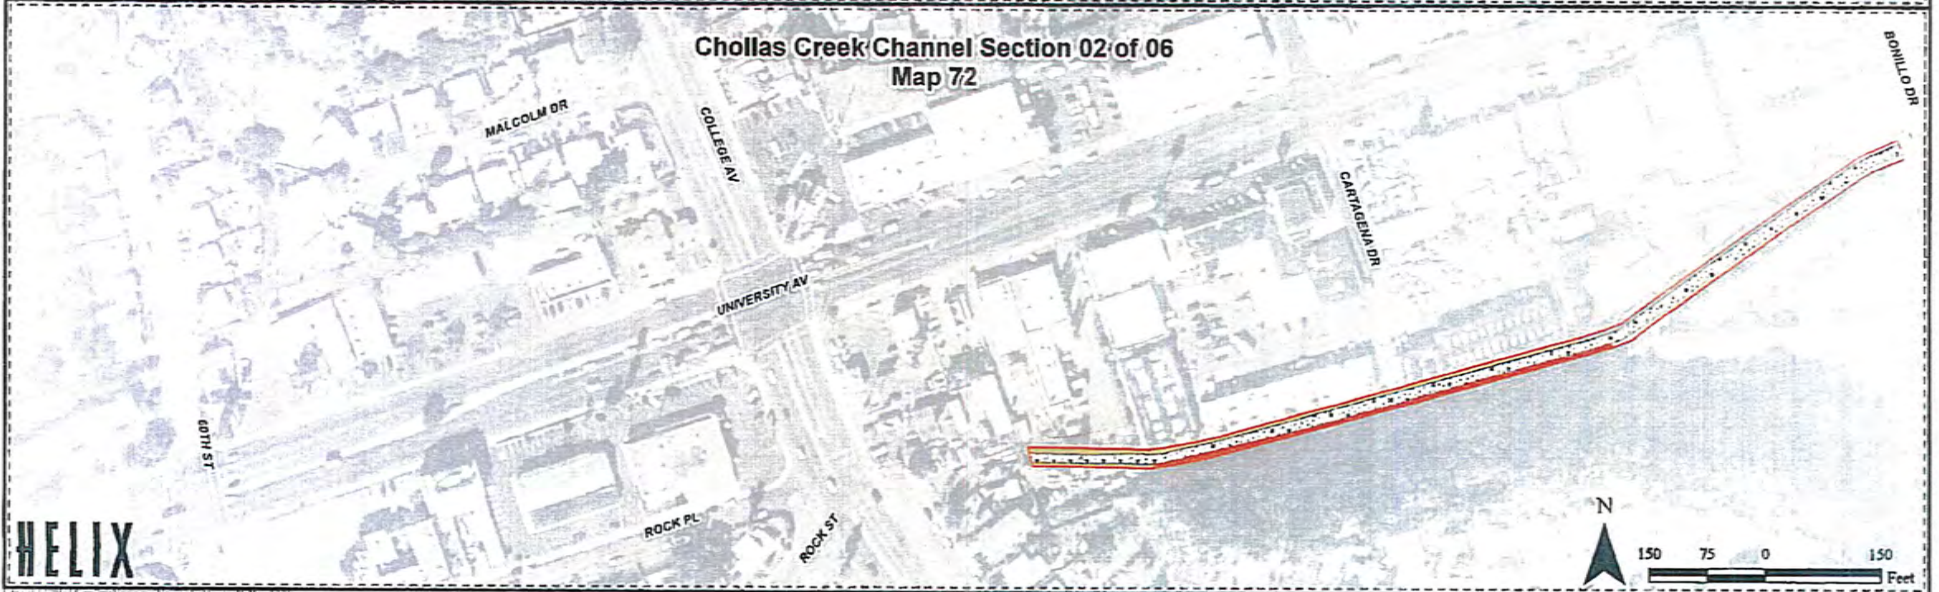 Chollas Creek Channel Section 02 of 06
Map 72
BONILLO DR
MALCOLM DR
COLLEGE AV
CARTAGENA DR
UNIVERSITY AV
60TH ST
ROCK PL
ROCK ST
HELIX
N
150 75 0 150
Feet